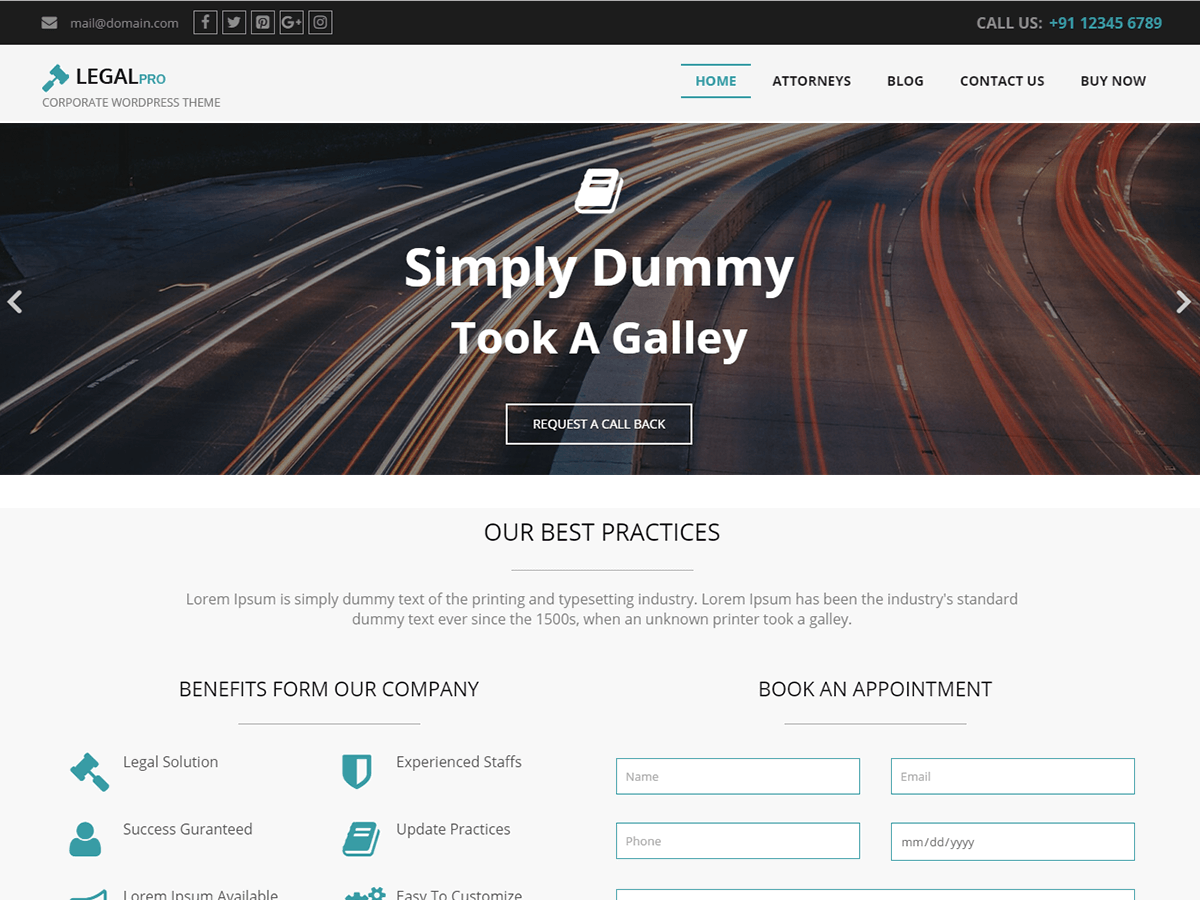 mail@domain.com
CALL US: +91 12345 6789
LEGALPRO
CORPORATE WORDPRESS THEME
HOME
ATTORNEYS
BLOG
CONTACT US
BUY NOW
Simply Dummy
Took A Galley
REQUEST A CALL BACK
OUR BEST PRACTICES
Lorem Ipsum is simply dummy text of the printing and typesetting industry. Lorem Ipsum has been the industry's standard
dummy text ever since the 1500s, when an unknown printer took a galley.
BENEFITS FORM OUR COMPANY
Legal Solution
Experienced Staffs
Success Guranteed
Update Practices
Lorem Ipsum Available
Easy To Customize
BOOK AN APPOINTMENT
Name
Email
Phone
mm/dd/yyyy